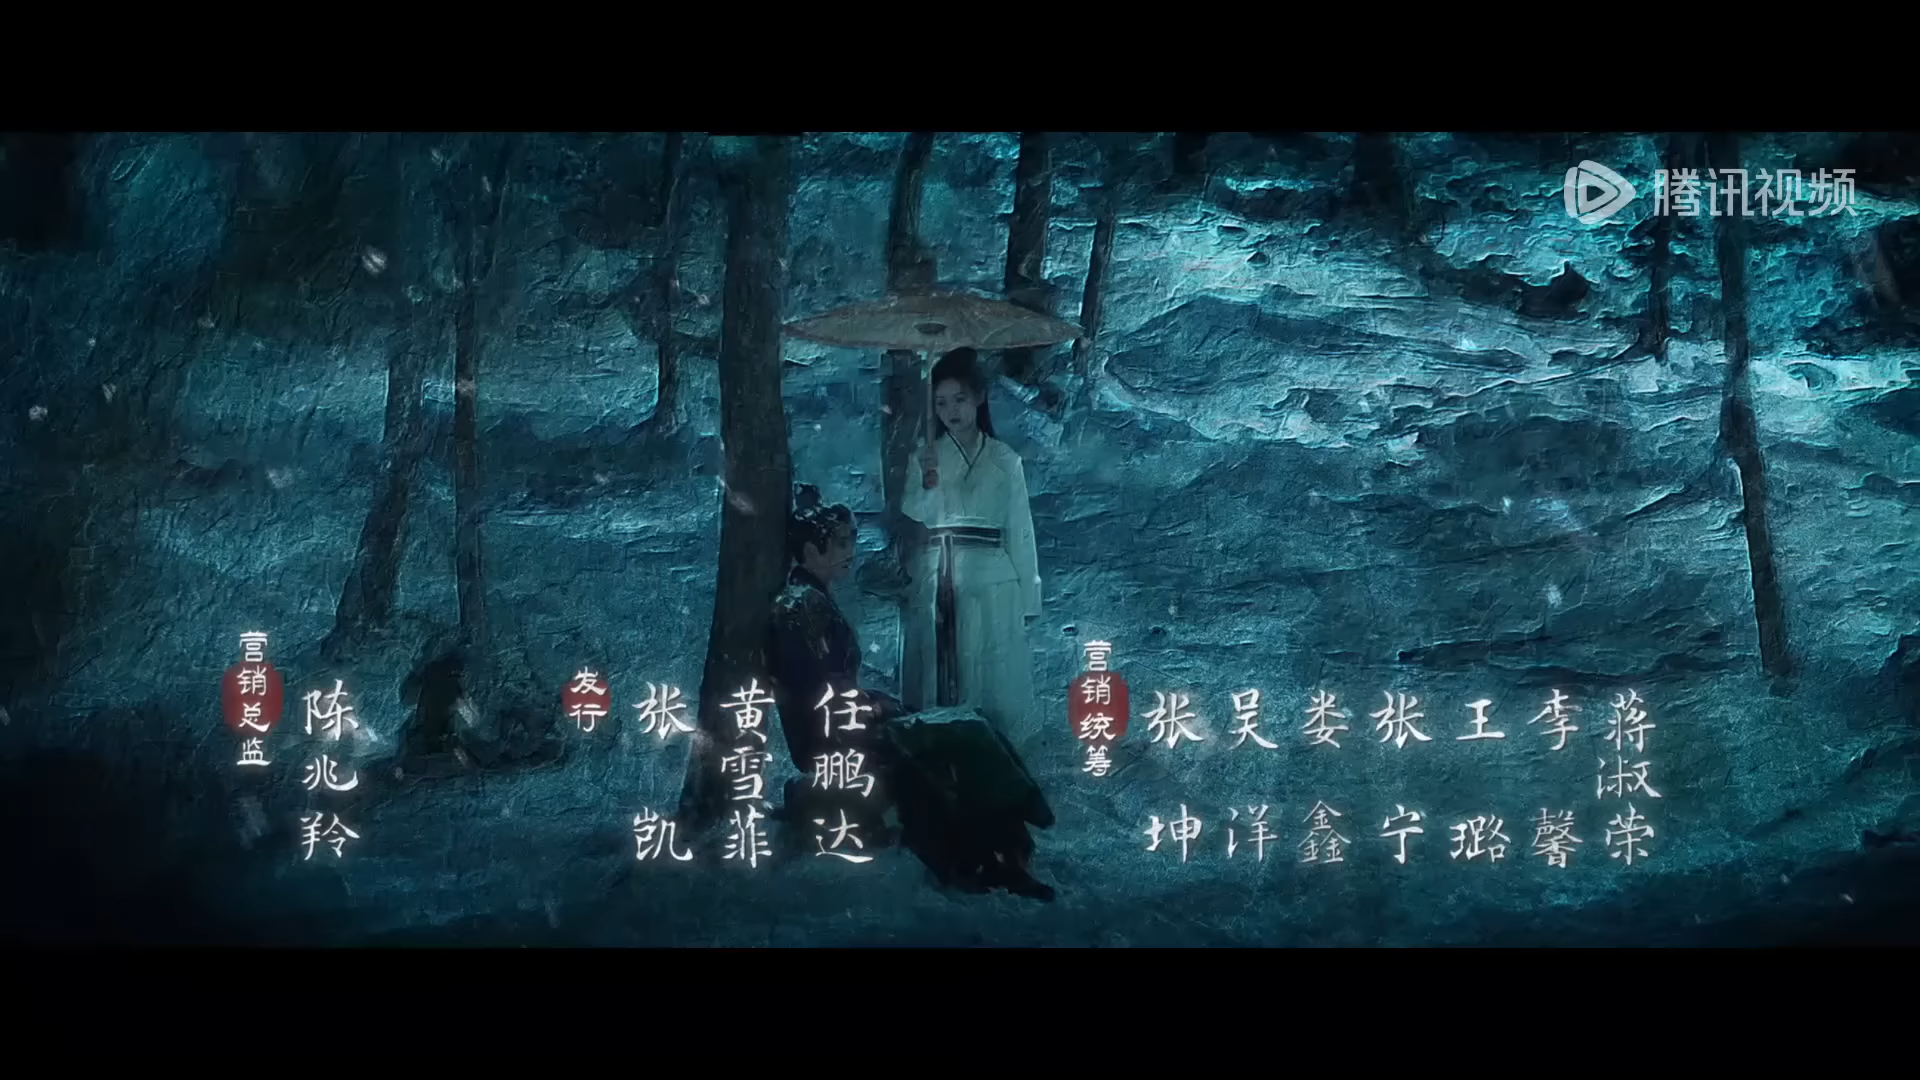 腾讯视频
营销总监
陈兆羚
发行
张凯
黄雪菲
任鹏达
营销统筹
张坤
吴洋
娄鑫
张宁
王璐
李馨
蒋淑荣